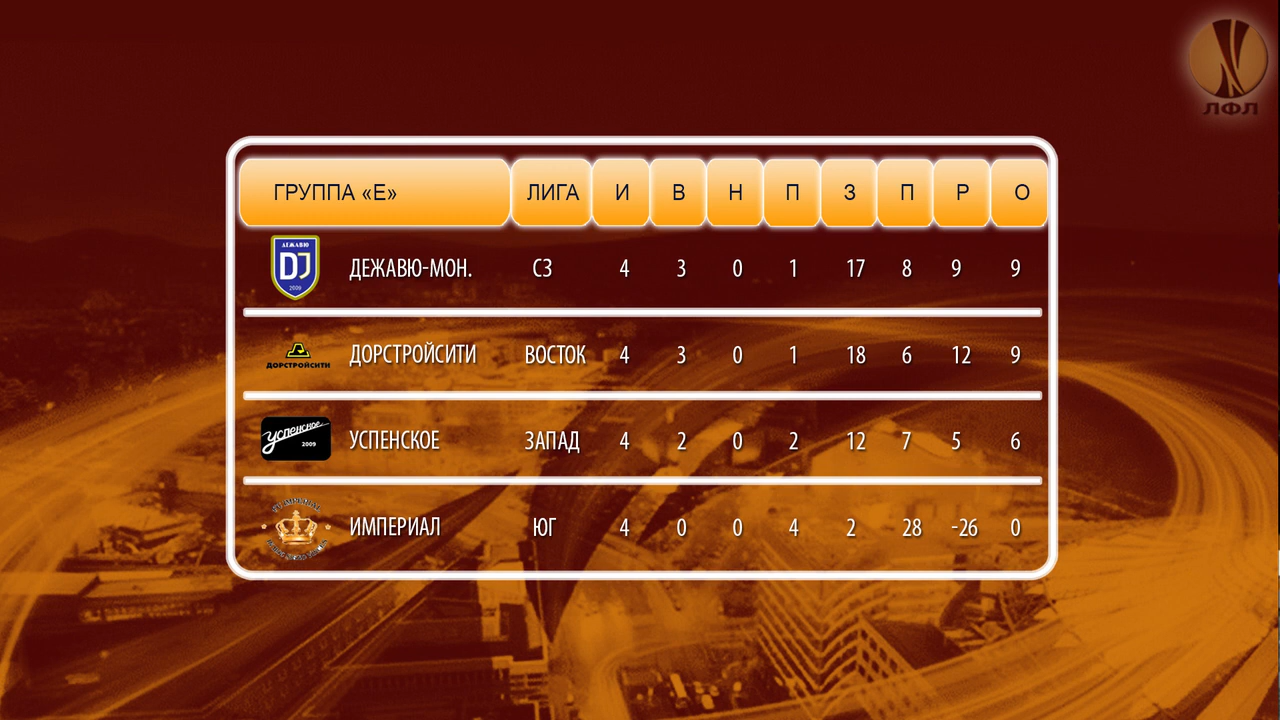 ЛФЛ
ГРУППА «Е» ЛИГА И В Н П З П Р О
ДЕЖАВЮ DJ 2009 ДЕЖАВЮ-МОН. СЗ 4 3 0 1 17 8 9 9
ДОРСТРОЙСИТИ ДОРСТРОЙСИТИ ВОСТОК 4 3 0 1 18 6 12 9
Успенское 2009 УСПЕНСКОЕ ЗАПАД 4 2 0 2 12 7 5 6
ИМПЕРИАЛ ЮГ 4 0 0 4 2 28 -26 0